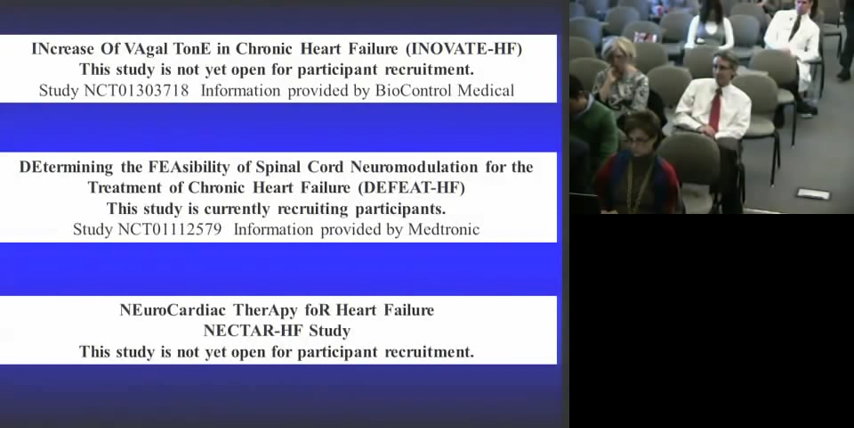 INcrease Of VAgal TonE in Chronic Heart Failure (INOVATE-HF)
This study is not yet open for participant recruitment.
Study NCT01303718 Information provided by BioControl Medical
DEtermining the FEAsibility of Spinal Cord Neuromodulation for the
Treatment of Chronic Heart Failure (DEFEAT-HF)
This study is currently recruiting participants.
Study NCT01112579 Information provided by Medtronic
NEuroCardiac TherApy foR Heart Failure
NECTAR-HF Study
This study is not yet open for participant recruitment.